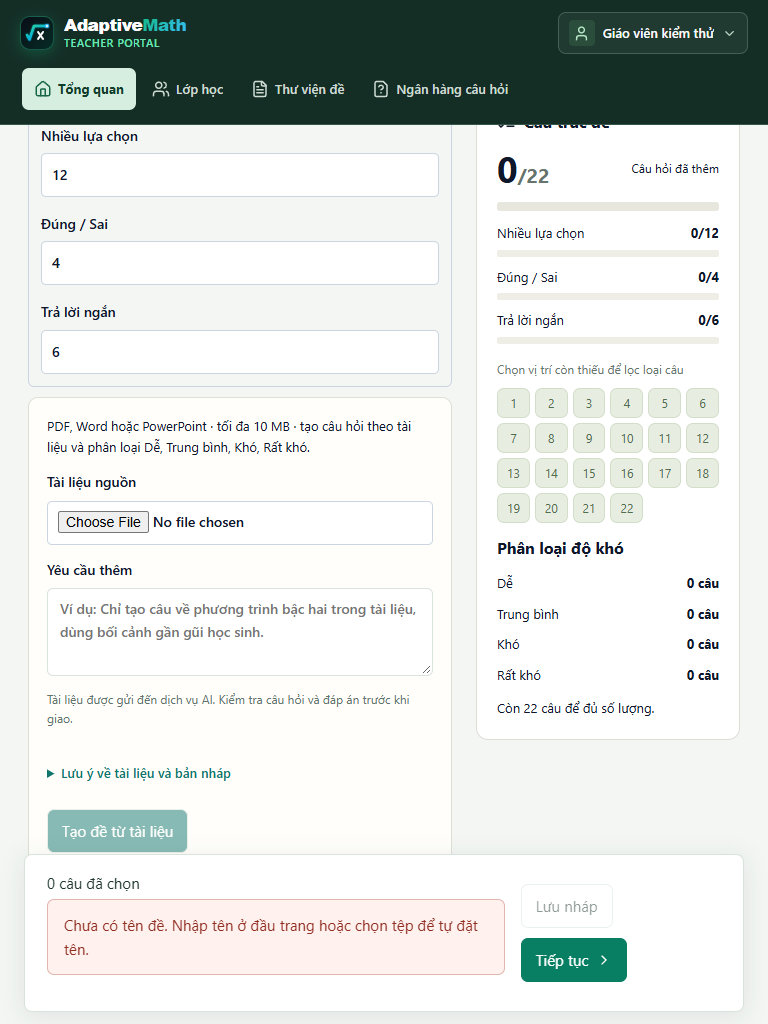 AdaptiveMath
TEACHER PORTAL
Giáo viên kiểm thử
Tổng quan
Lớp học
Thư viện đề
Ngân hàng câu hỏi
Nhiều lựa chọn
12
Đúng / Sai
4
Trả lời ngắn
6
PDF, Word hoặc PowerPoint · tối đa 10 MB · tạo câu hỏi theo tài
liệu và phân loại Dễ, Trung bình, Khó, Rất khó.
Tài liệu nguồn
Choose File No file chosen
Yêu cầu thêm
Ví dụ: Chỉ tạo câu về phương trình bậc hai trong tài liệu,
dùng bối cảnh gần gũi học sinh.
Tài liệu được gửi đến dịch vụ AI. Kiểm tra câu hỏi và đáp án trước khi
giao.
Lưu ý về tài liệu và bản nháp
Tạo đề từ tài liệu
Cấu trúc đề
0/22
Câu hỏi đã thêm
Nhiều lựa chọn 0/12
Đúng / Sai 0/4
Trả lời ngắn 0/6
Chọn vị trí còn thiếu để lọc loại câu
1 2 3 4 5 6
7 8 9 10 11 12
13 14 15 16 17 18
19 20 21 22
Phân loại độ khó
Dễ 0 câu
Trung bình 0 câu
Khó 0 câu
Rất khó 0 câu
Còn 22 câu để đủ số lượng.
0 câu đã chọn
Chưa có tên đề. Nhập tên ở đầu trang hoặc chọn tệp để tự đặt
tên.
Lưu nháp
Tiếp tục